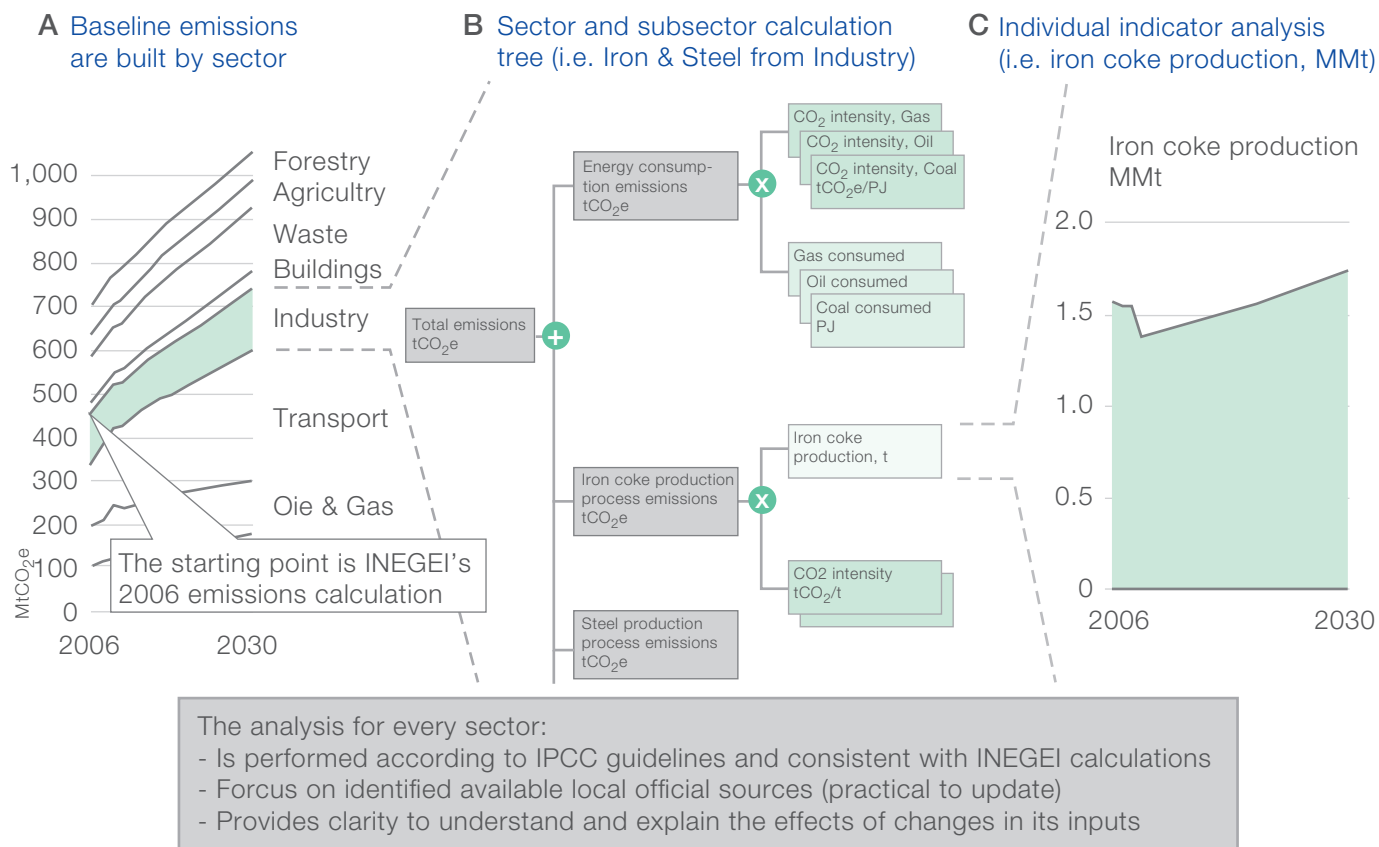 A Baseline emissions
are built by sector
1,000
900
800
700
600
500
400
300
200
100
0
MtCO2e
2006
2030
Forestry
Agricultry
Waste
Buildings
Industry
Transport
Oie & Gas
The starting point is INEGEI's
2006 emissions calculation
B Sector and subsector calculation
tree (i.e. Iron & Steel from Industry)
Total emissions
tCO2e
+
Energy consump-
tion emissions
tCO2e
x
CO2 intensity, Gas
CO2 intensity, Oil
CO2 intensity, Coal
tCO2e/PJ
Gas consumed
Oil consumed
Coal consumed
PJ
Iron coke production
process emissions
tCO2e
x
Iron coke
production, t
CO2 intensity
tCO2/t
Steel production
process emissions
tCO2e
C Individual indicator analysis
(i.e. iron coke production, MMt)
Iron coke production
MMt
2.0
1.5
1.0
0.5
0
2006
2030
The analysis for every sector:
- Is performed according to IPCC guidelines and consistent with INEGEI calculations
- Forcus on identified available local official sources (practical to update)
- Provides clarity to understand and explain the effects of changes in its inputs